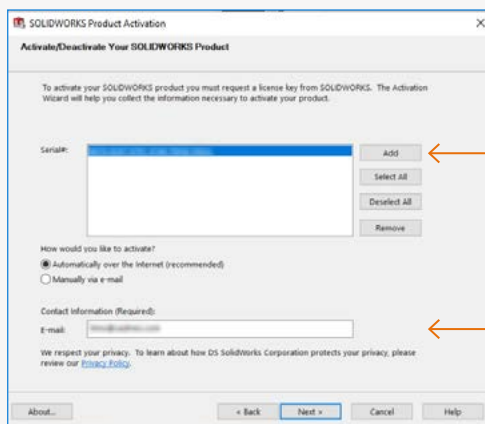 SOLIDWORKS Product Activation
Activate/Deactivate Your SOLIDWORKS Product
To activate your SOLIDWORKS product you must request a license key from SOLIDWORKS. The Activation
Wizard will help you collect the information necessary to activate your product.
Serial#:
Add
Select All
Deselect All
Remove
How would you like to activate?
Automatically over the Internet (recommended)
Manually via e-mail
Contact Information (Required):
E-mail:
We respect your privacy. To learn about how DS SolidWorks Corporation protects your privacy, please
review our Privacy Policy.
About... < Back Next > Cancel Help